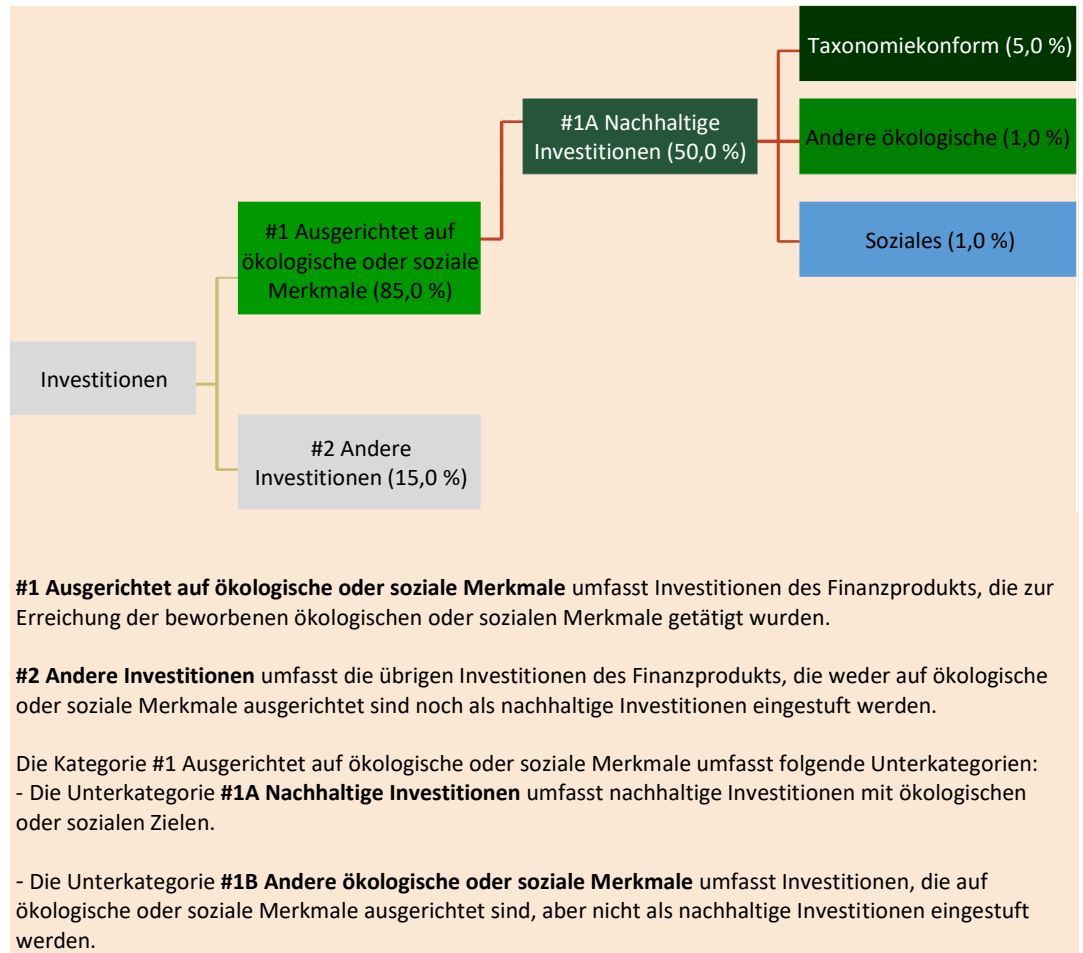 Taxonomiekonform (5,0 %)
#1A Nachhaltige
Investitionen (50,0 %)
Andere ökologische (1,0 %)
#1 Ausgerichtet auf
ökologische oder soziale
Merkmale (85,0 %)
Soziales (1,0 %)
Investitionen
#2 Andere
Investitionen (15,0 %)
#1 Ausgerichtet auf ökologische oder soziale Merkmale umfasst Investitionen des Finanzprodukts, die zur
Erreichung der beworbenen ökologischen oder sozialen Merkmale getätigt wurden.
#2 Andere Investitionen umfasst die übrigen Investitionen des Finanzprodukts, die weder auf ökologische
oder soziale Merkmale ausgerichtet sind noch als nachhaltige Investitionen eingestuft werden.
Die Kategorie #1 Ausgerichtet auf ökologische oder soziale Merkmale umfasst folgende Unterkategorien:
- Die Unterkategorie #1A Nachhaltige Investitionen umfasst nachhaltige Investitionen mit ökologischen
oder sozialen Zielen.
- Die Unterkategorie #1B Andere ökologische oder soziale Merkmale umfasst Investitionen, die auf
ökologische oder soziale Merkmale ausgerichtet sind, aber nicht als nachhaltige Investitionen eingestuft
werden.